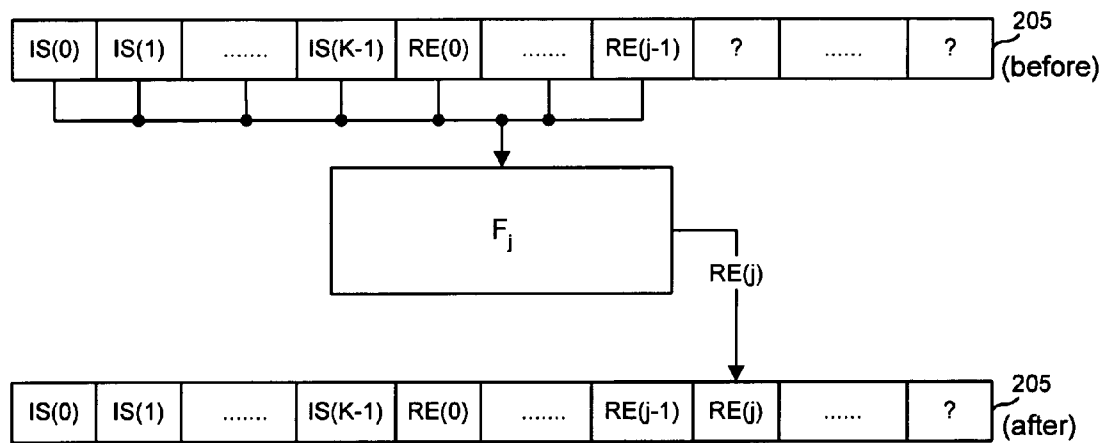 IS(0) IS(1) ....... IS(K-1) RE(0) ....... RE(j-1) ? ...... ? 205
(before)
Fj
RE(j)
IS(0) IS(1) ....... IS(K-1) RE(0) ....... RE(j-1) RE(j) ...... ? 205
(after)